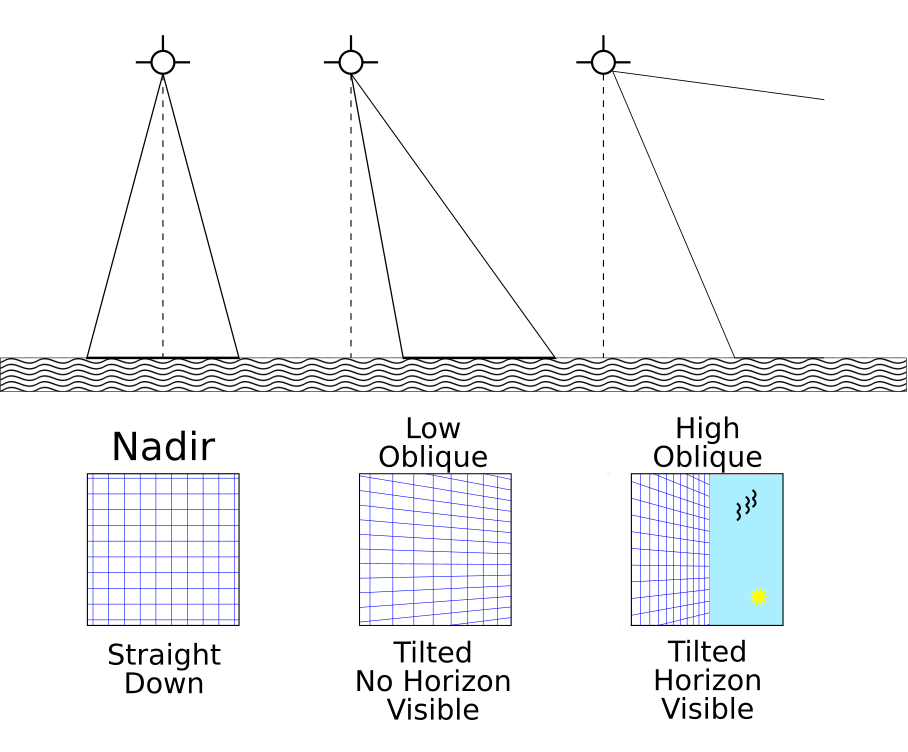 Nadir
Low
Oblique
High
Oblique
Straight
Down
Tilted
No Horizon
Visible
Tilted
Horizon
Visible